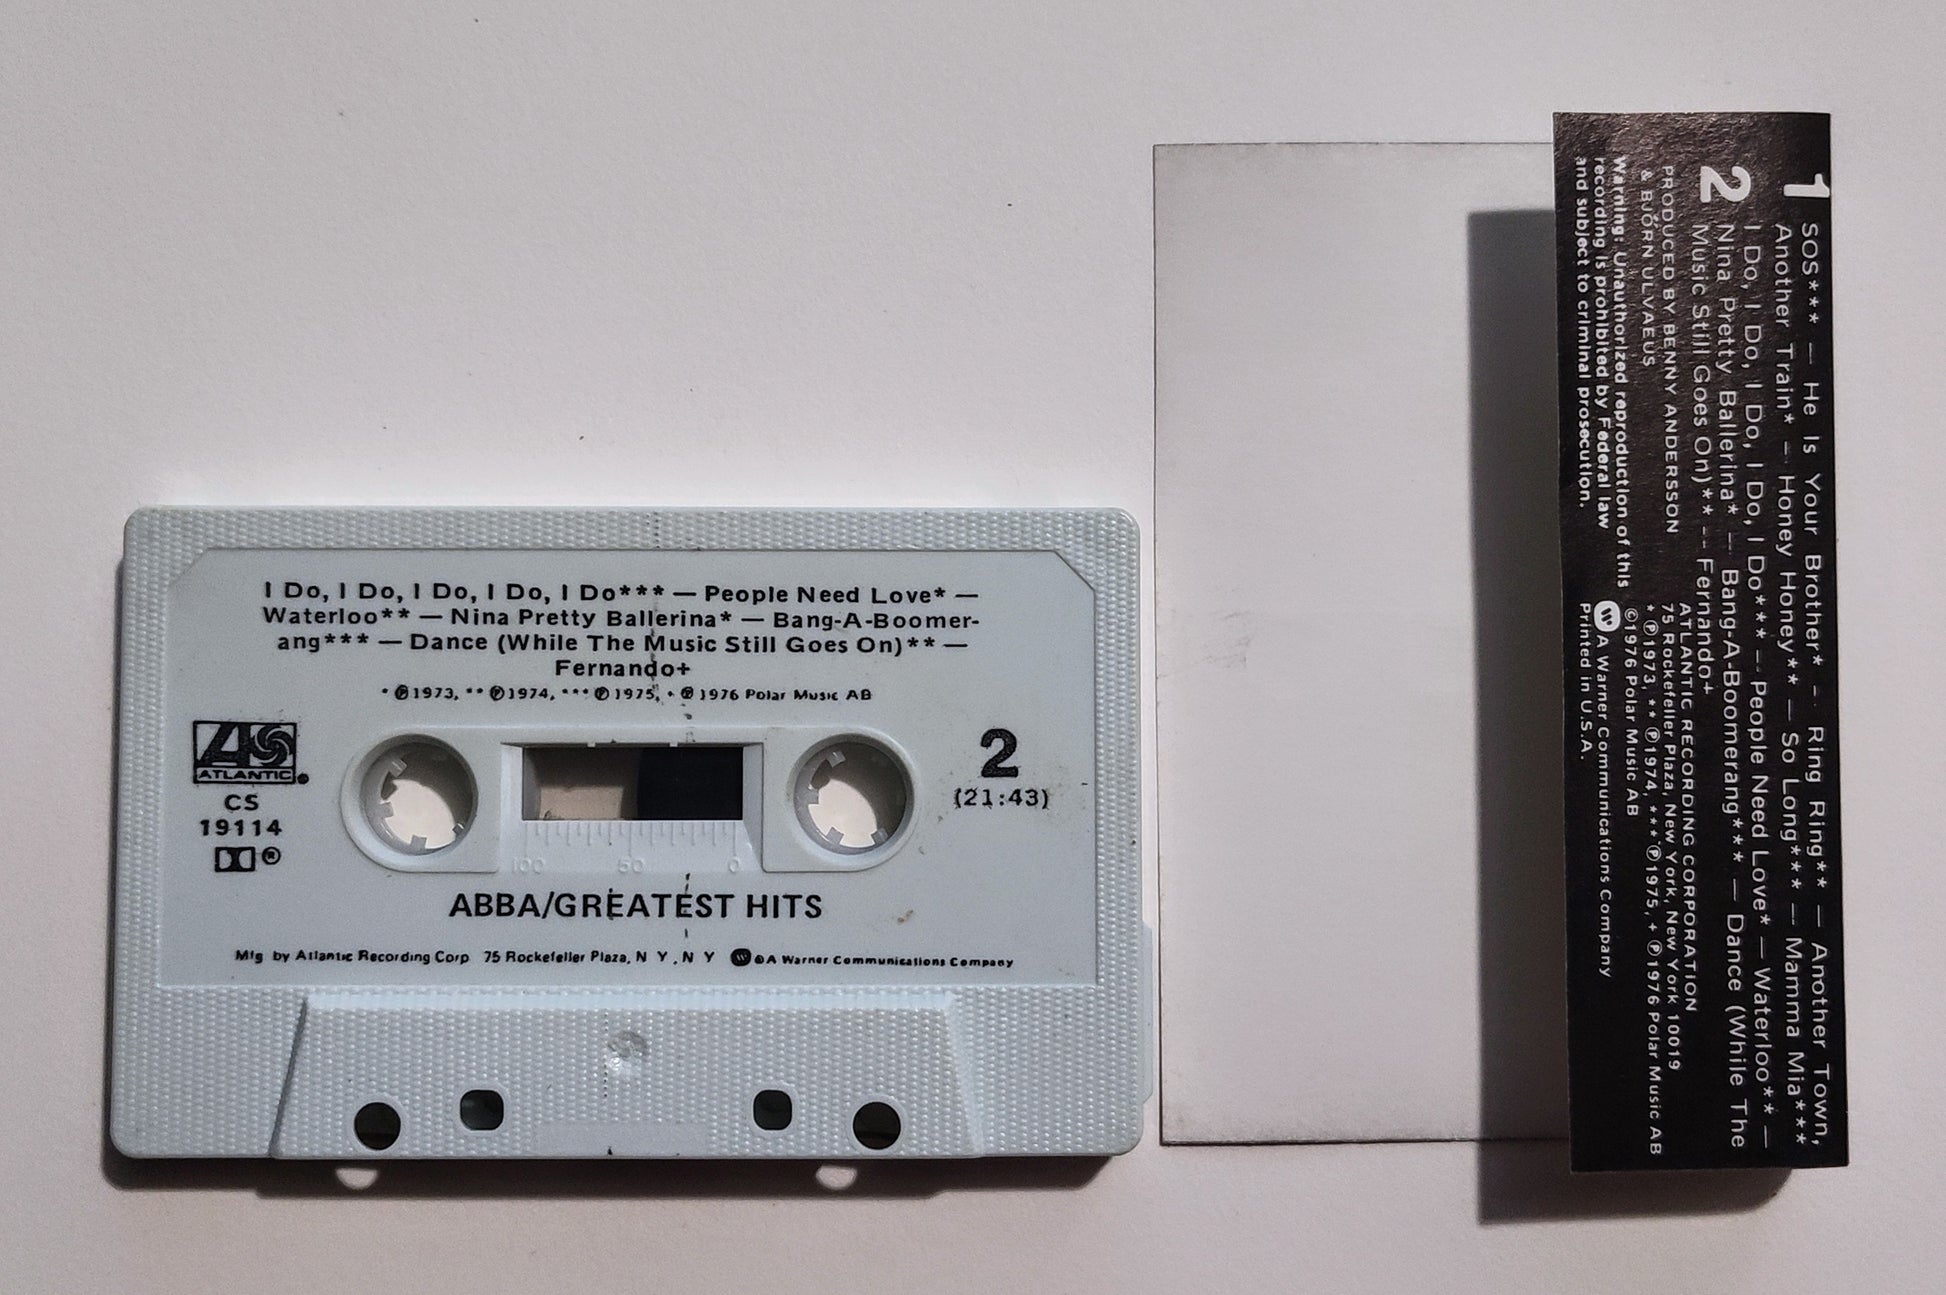 I Do, I Do, I Do, I Do, I Do*** — People Need Love* —
Waterloo** — Nina Pretty Ballerina* — Bang-A-Boomer-
ang*** — Dance (While The Music Still Goes On)** —
Fernando+
* ℗1973, ** ℗1974, *** ℗1975, + ℗1976 Polar Music AB
ATLANTIC®
CS
19114
®
2
(21:43)
100 50 0
ABBA/GREATEST HITS
Mfg by Atlantic Recording Corp 75 Rockefeller Plaza, N Y, N Y W ®A Warner Communications Company
1 SOS*** — He Is Your Brother* — Ring Ring** — Another Town,
Another Train* — Honey Honey** — So Long*** — Mamma Mia***
2 I Do, I Do, I Do, I Do, I Do*** — People Need Love* — Waterloo** —
Nina Pretty Ballerina* — Bang-A-Boomerang*** — Dance (While The
Music Still Goes On)** -- Fernando+
PRODUCED BY BENNY ANDERSSON
& BJÖRN ULVAEUS
Warning: Unauthorized reproduction of this
recording is prohibited by Federal law
and subject to criminal prosecution.
ATLANTIC RECORDING CORPORATION
75 Rockefeller Plaza, New York, New York 10019
* ℗1973, ** ℗1974, *** ℗1975, + ℗1976 Polar Music AB
©1976 Polar Music AB
W A Warner Communications Company
Printed in U.S.A.